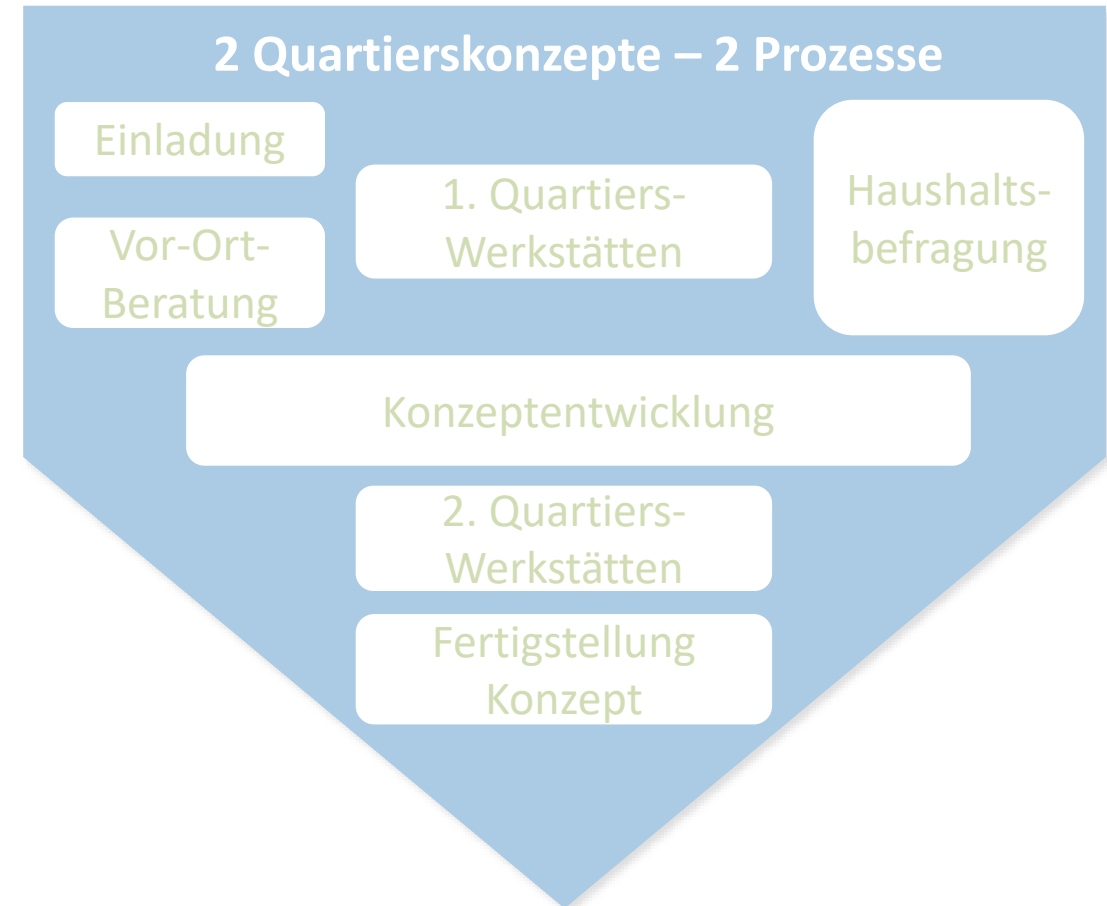 2 Quartierskonzepte – 2 Prozesse
Einladung
Vor-Ort-
Beratung
1. Quartiers-
Werkstätten
Haushalts-
befragung
Konzeptentwicklung
2. Quartiers-
Werkstätten
Fertigstellung
Konzept